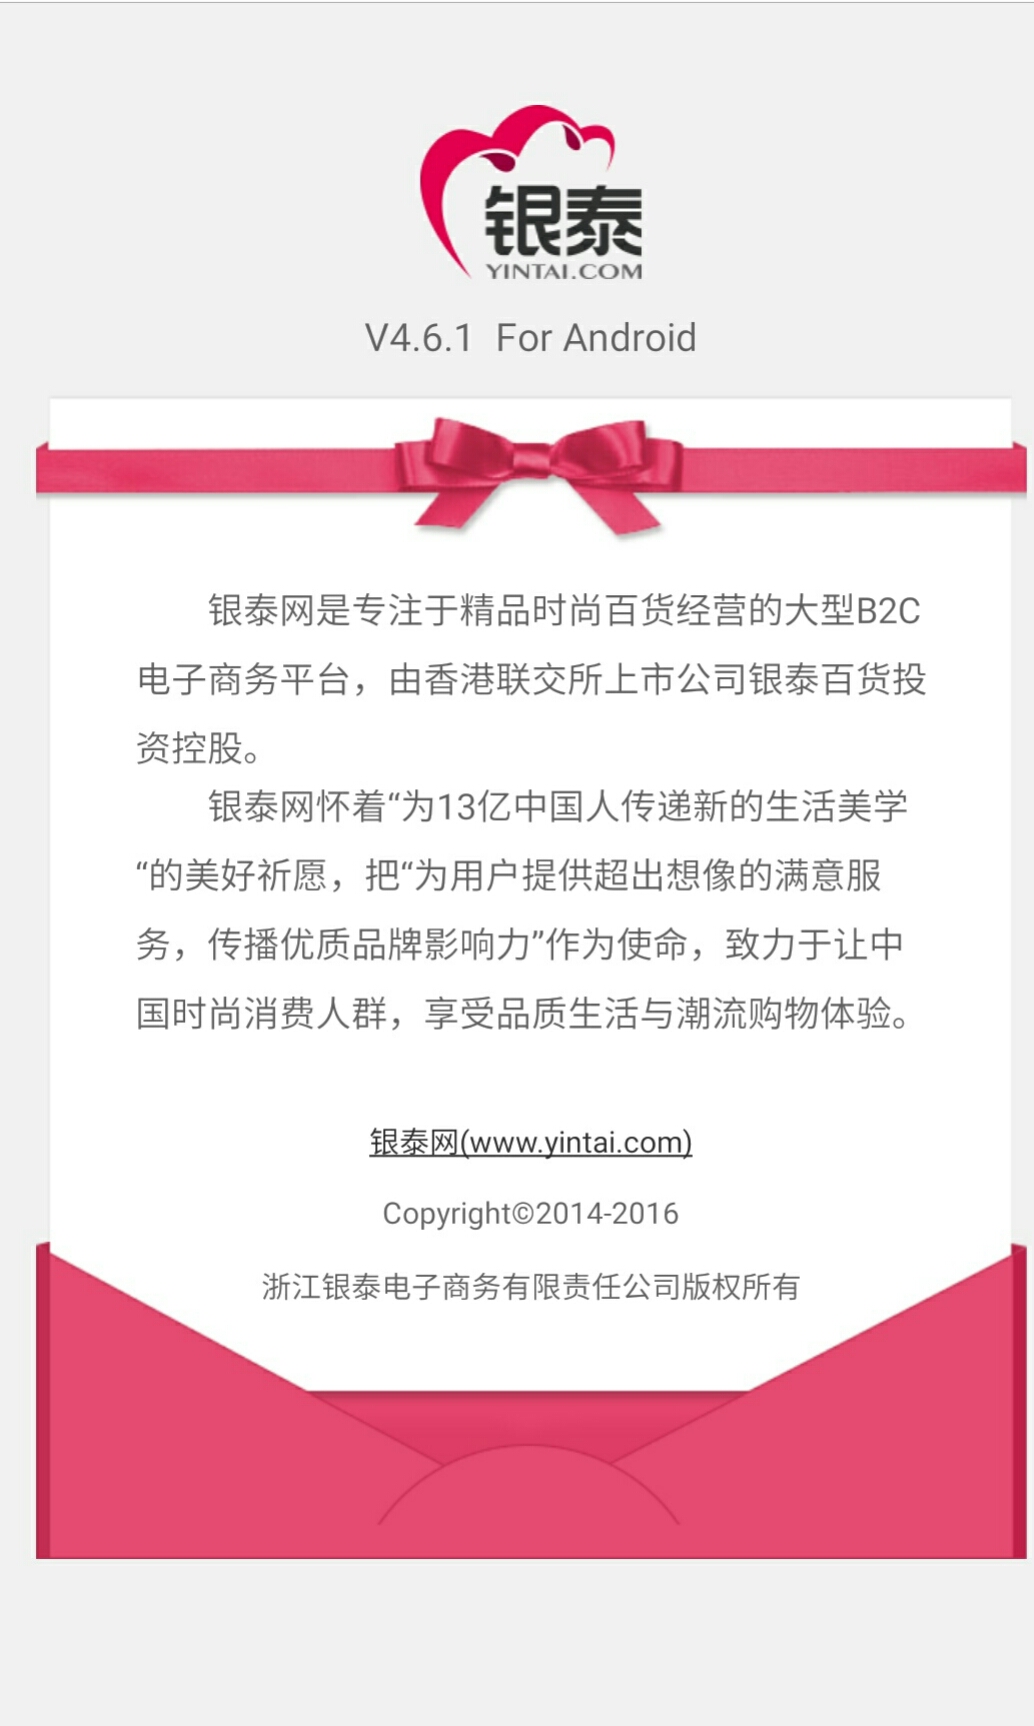 银泰
YINTAI.COM
V4.6.1 For Android
银泰网是专注于精品时尚百货经营的大型B2C
电子商务平台，由香港联交所上市公司银泰百货投
资控股。
银泰网怀着“为13亿中国人传递新的生活美学
“的美好祈愿，把“为用户提供超出想像的满意服
务，传播优质品牌影响力”作为使命，致力于让中
国时尚消费人群，享受品质生活与潮流购物体验。
银泰网(www.yintai.com)
Copyright©2014-2016
浙江银泰电子商务有限责任公司版权所有